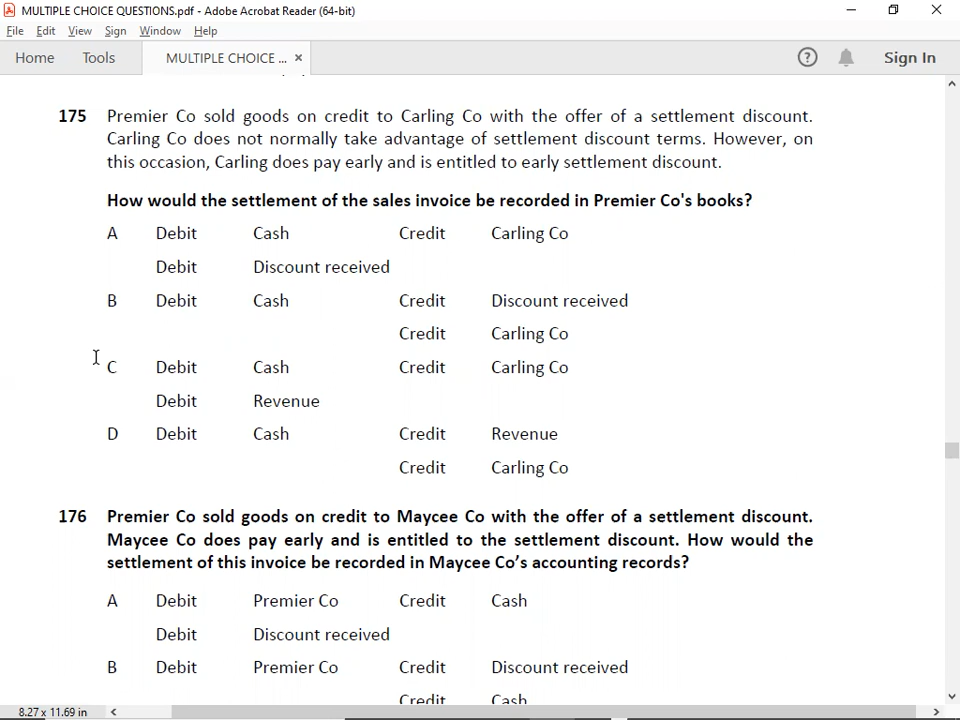 MULTIPLE CHOICE QUESTIONS.pdf - Adobe Acrobat Reader (64-bit)
File Edit View Sign Window Help
Home Tools MULTIPLE CHOICE ... × Sign In
175 Premier Co sold goods on credit to Carling Co with the offer of a settlement discount.
Carling Co does not normally take advantage of settlement discount terms. However, on
this occasion, Carling does pay early and is entitled to early settlement discount.
How would the settlement of the sales invoice be recorded in Premier Co's books?
A Debit Cash Credit Carling Co
Debit Discount received
B Debit Cash Credit Discount received
Credit Carling Co
C Debit Cash Credit Carling Co
Debit Revenue
D Debit Cash Credit Revenue
Credit Carling Co
176 Premier Co sold goods on credit to Maycee Co with the offer of a settlement discount.
Maycee Co does pay early and is entitled to the settlement discount. How would the
settlement of this invoice be recorded in Maycee Co’s accounting records?
A Debit Premier Co Credit Cash
Debit Discount received
B Debit Premier Co Credit Discount received
Credit Cash
8.27 x 11.69 in